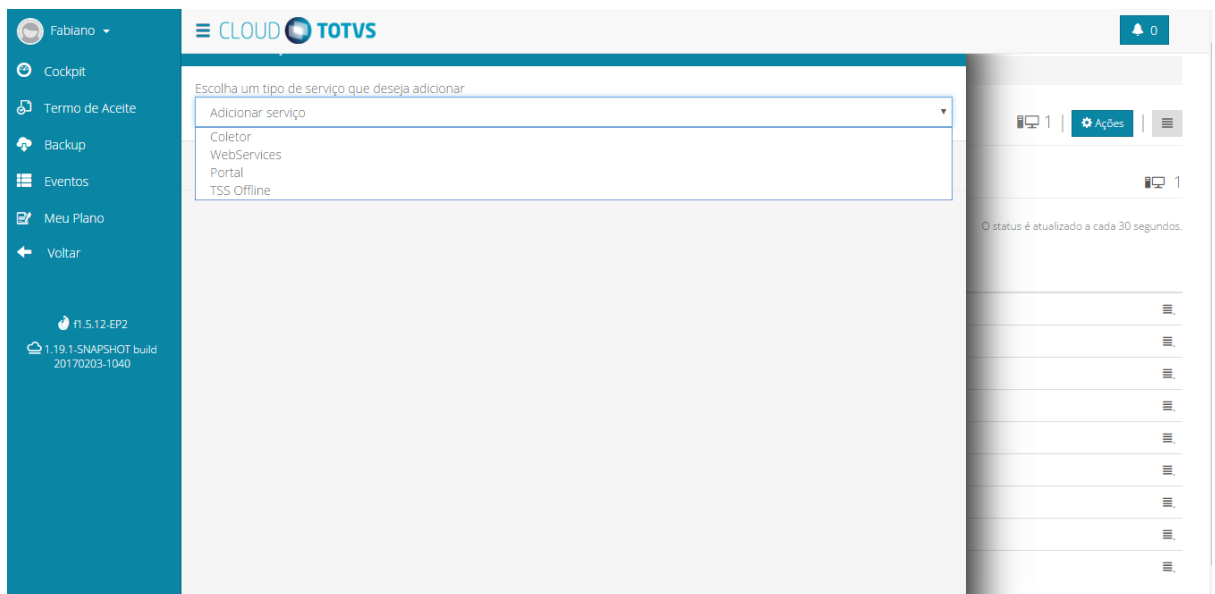 Fabiano
CLOUD TOTVS
0
Cockpit
Termo de Aceite
Backup
Eventos
Meu Plano
Voltar
f1.5.12-EP2
1.19.1-SNAPSHOT build
20170203-1040
Escolha um tipo de serviço que deseja adicionar
Adicionar serviço
Coletor
WebServices
Portal
TSS Offline
1
Ações
1
O status é atualizado a cada 30 segundos.